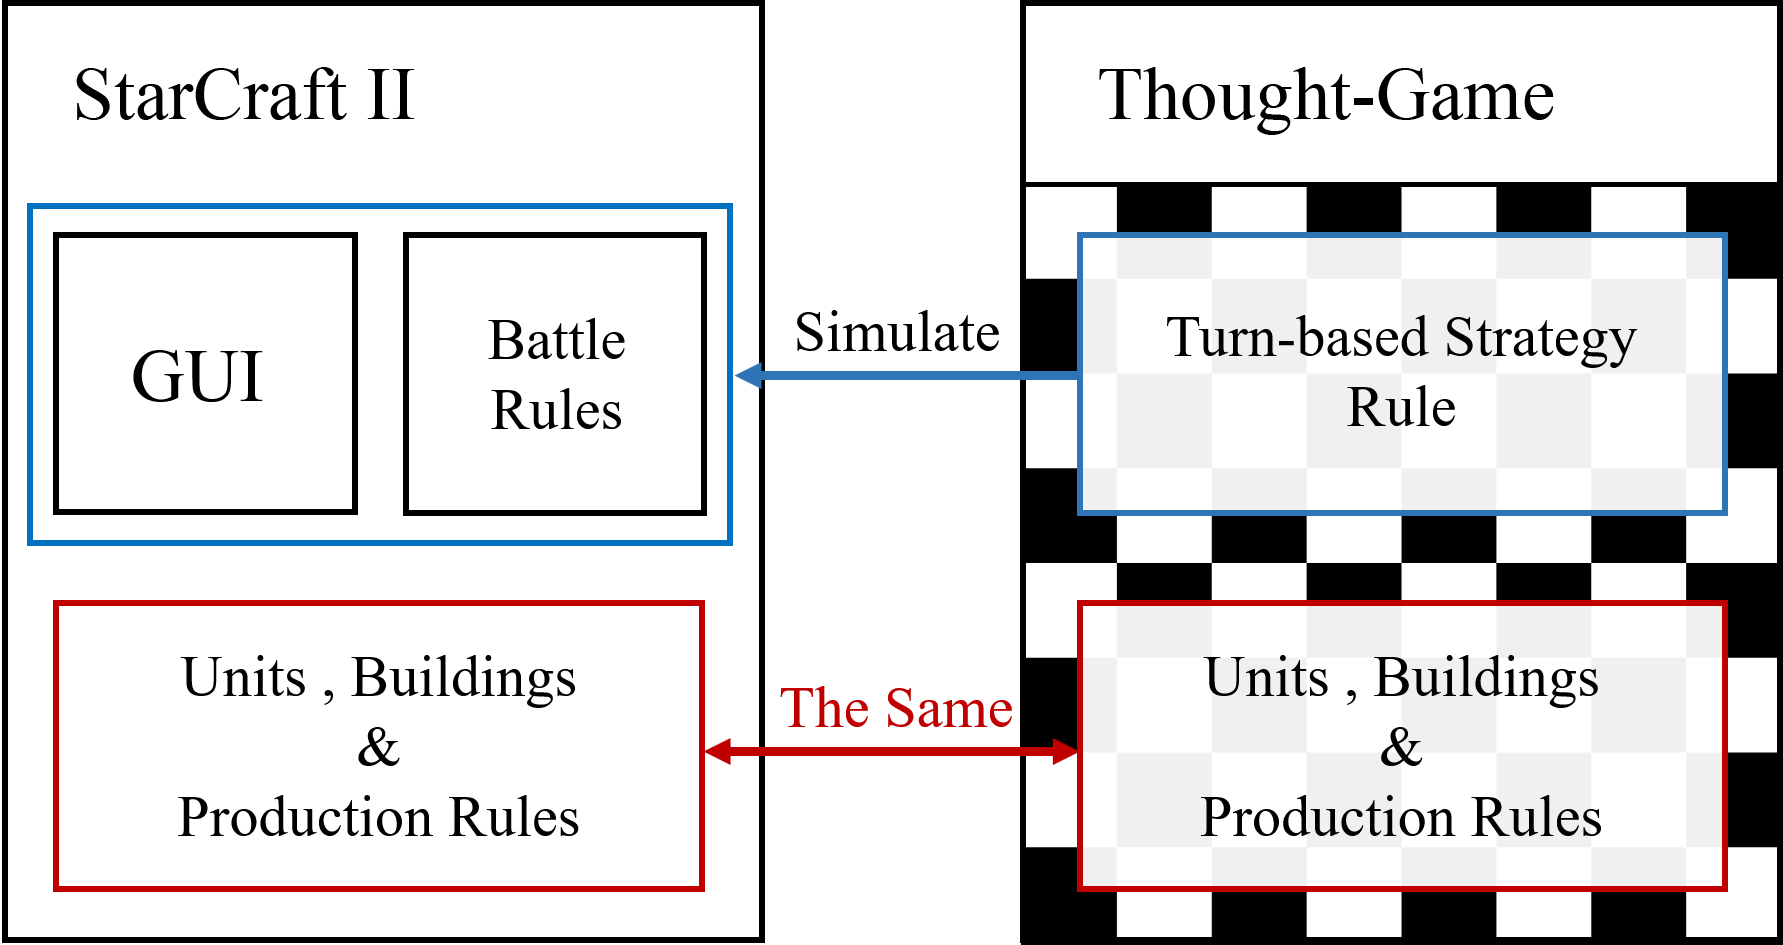 StarCraft II
Thought-Game
GUI
Battle
Rules
Simulate
Turn-based Strategy
Rule
Units , Buildings
&
Production Rules
The Same
Units , Buildings
&
Production Rules